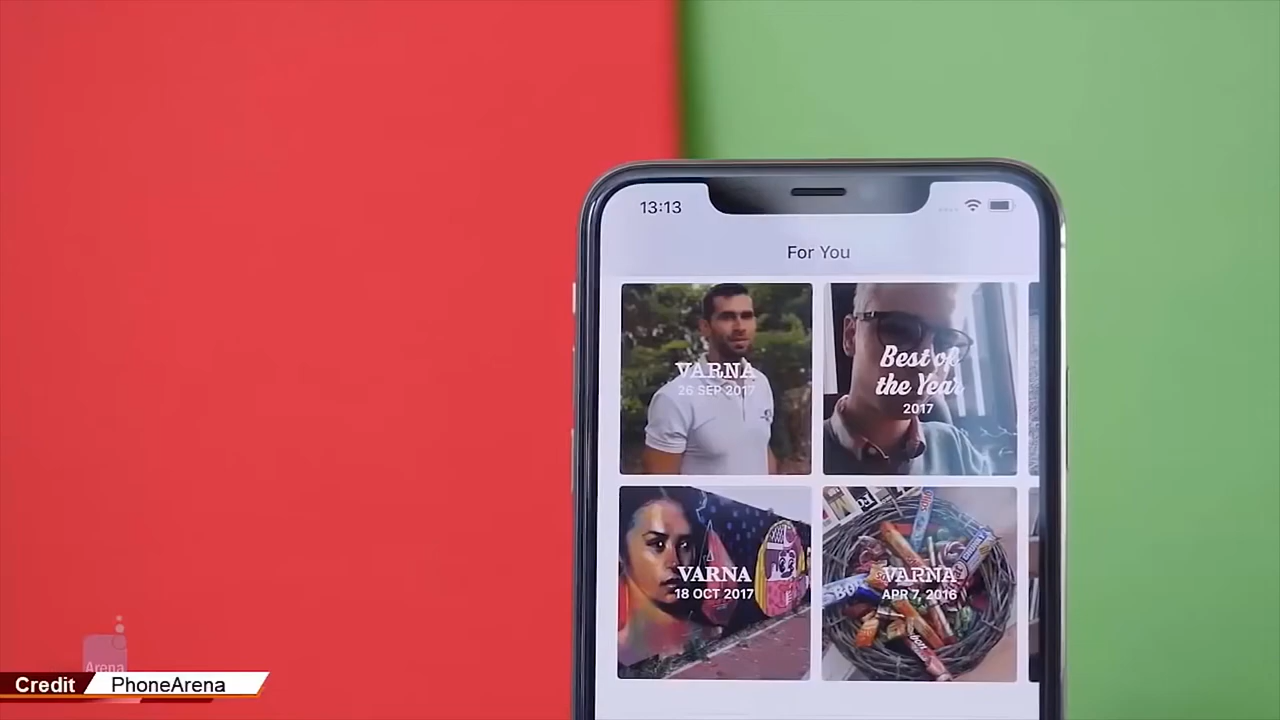 13:13
For You
VARNA
26 SEP 2017
Best of
the Year
2017
VARNA
18 OCT 2017
VARNA
APR 7, 2016
Arena
Credit PhoneArena